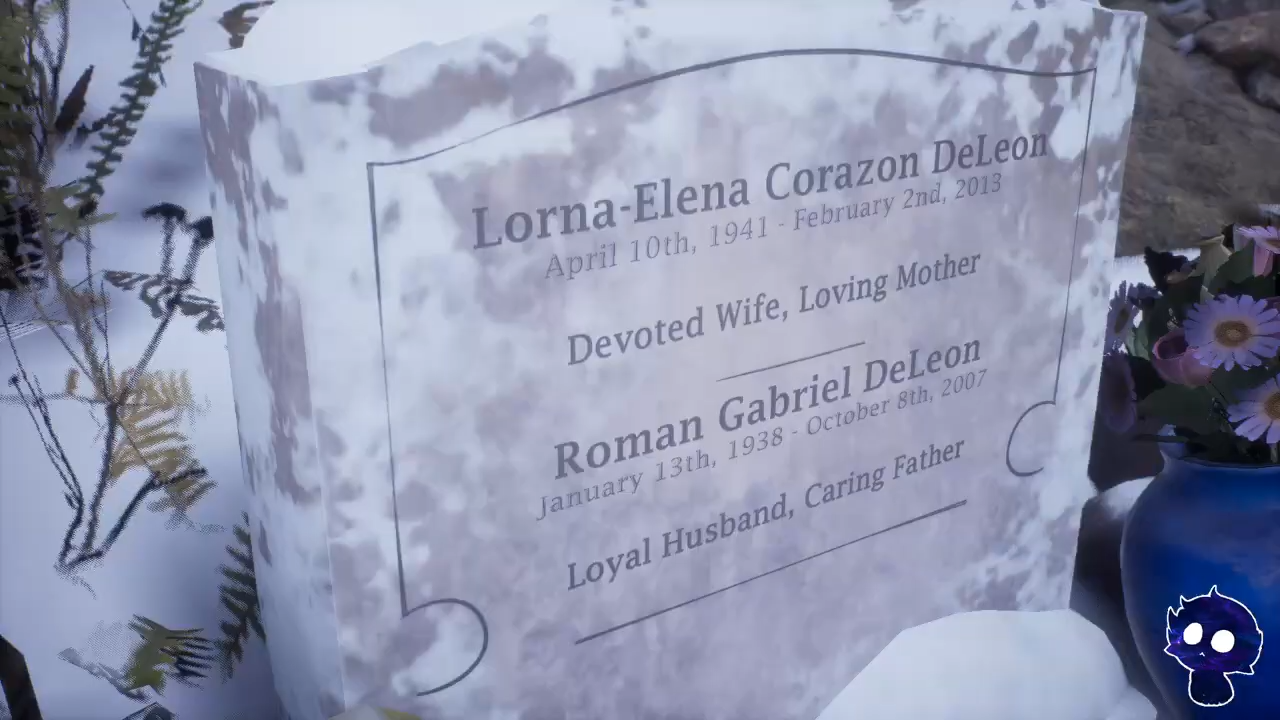 Lorna-Elena Corazon DeLeon
April 10th, 1941 - February 2nd, 2013
Devoted Wife, Loving Mother
Roman Gabriel DeLeon
January 13th, 1938 - October 8th, 2007
Loyal Husband, Caring Father